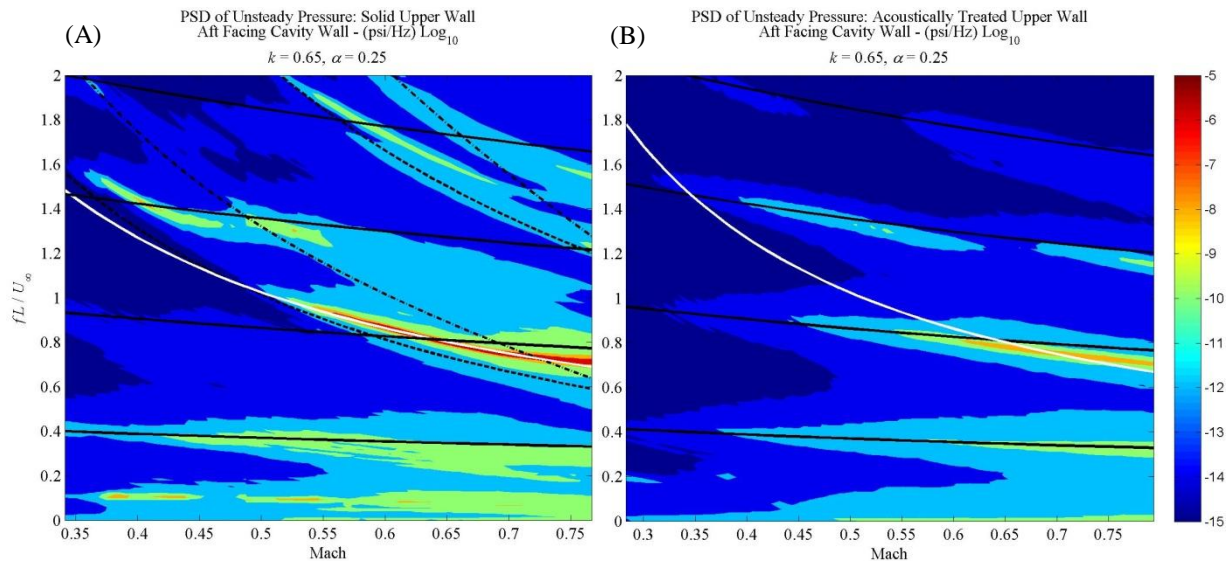 (A)
PSD of Unsteady Pressure: Solid Upper Wall
Aft Facing Cavity Wall - (psi/Hz) Log10
k = 0.65, α = 0.25
2
1.8
1.6
1.4
1.2
1
0.8
0.6
0.4
0.2
0
fL / U∞
0.35 0.4 0.45 0.5 0.55 0.6 0.65 0.7 0.75
Mach
(B)
PSD of Unsteady Pressure: Acoustically Treated Upper Wall
Aft Facing Cavity Wall - (psi/Hz) Log10
k = 0.65, α = 0.25
2
1.8
1.6
1.4
1.2
1
0.8
0.6
0.4
0.2
0
0.3 0.35 0.4 0.45 0.5 0.55 0.6 0.65 0.7 0.75
Mach
-5
-6
-7
-8
-9
-10
-11
-12
-13
-14
-15